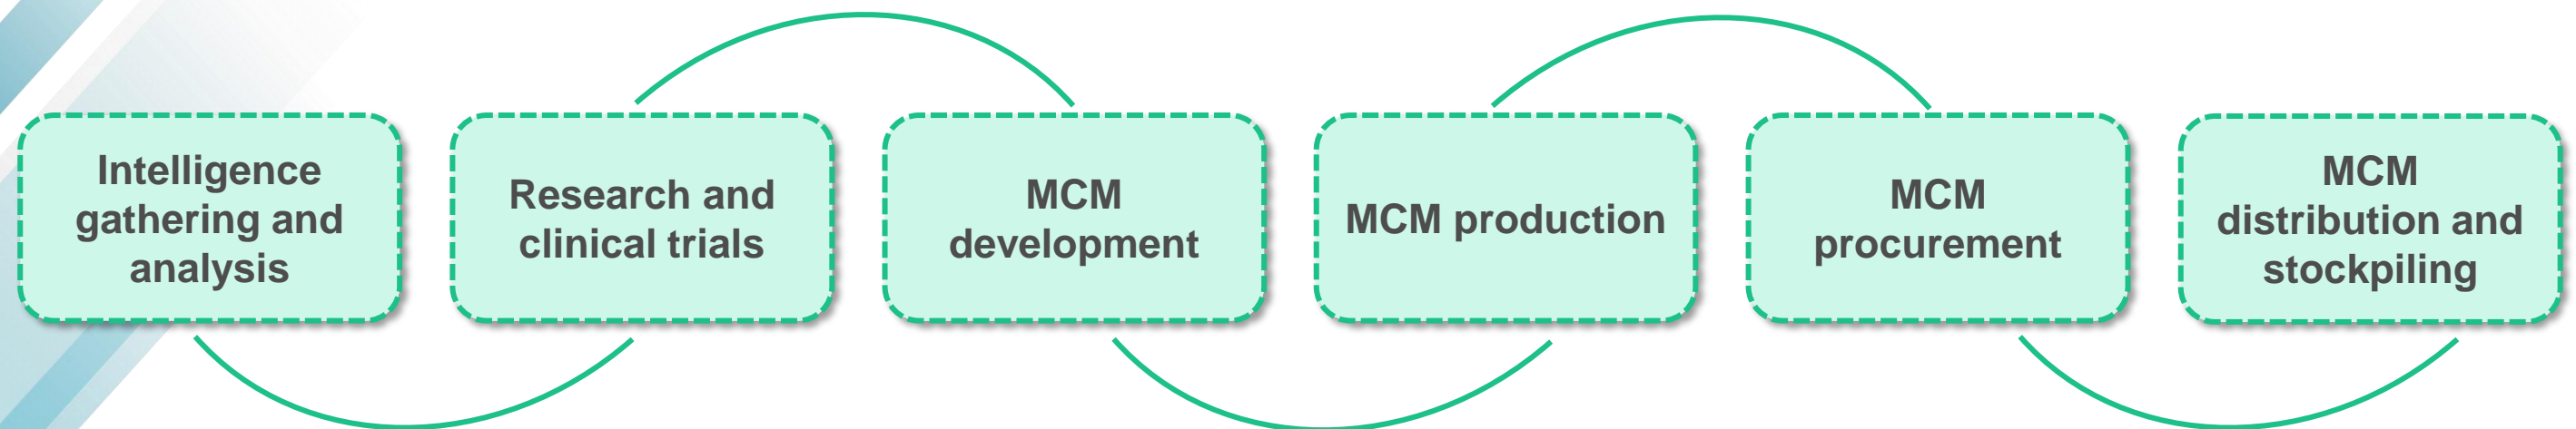 Intelligence
gathering and
analysis
Research and
clinical trials
MCM
development
MCM production
MCM
procurement
MCM
distribution and
stockpiling